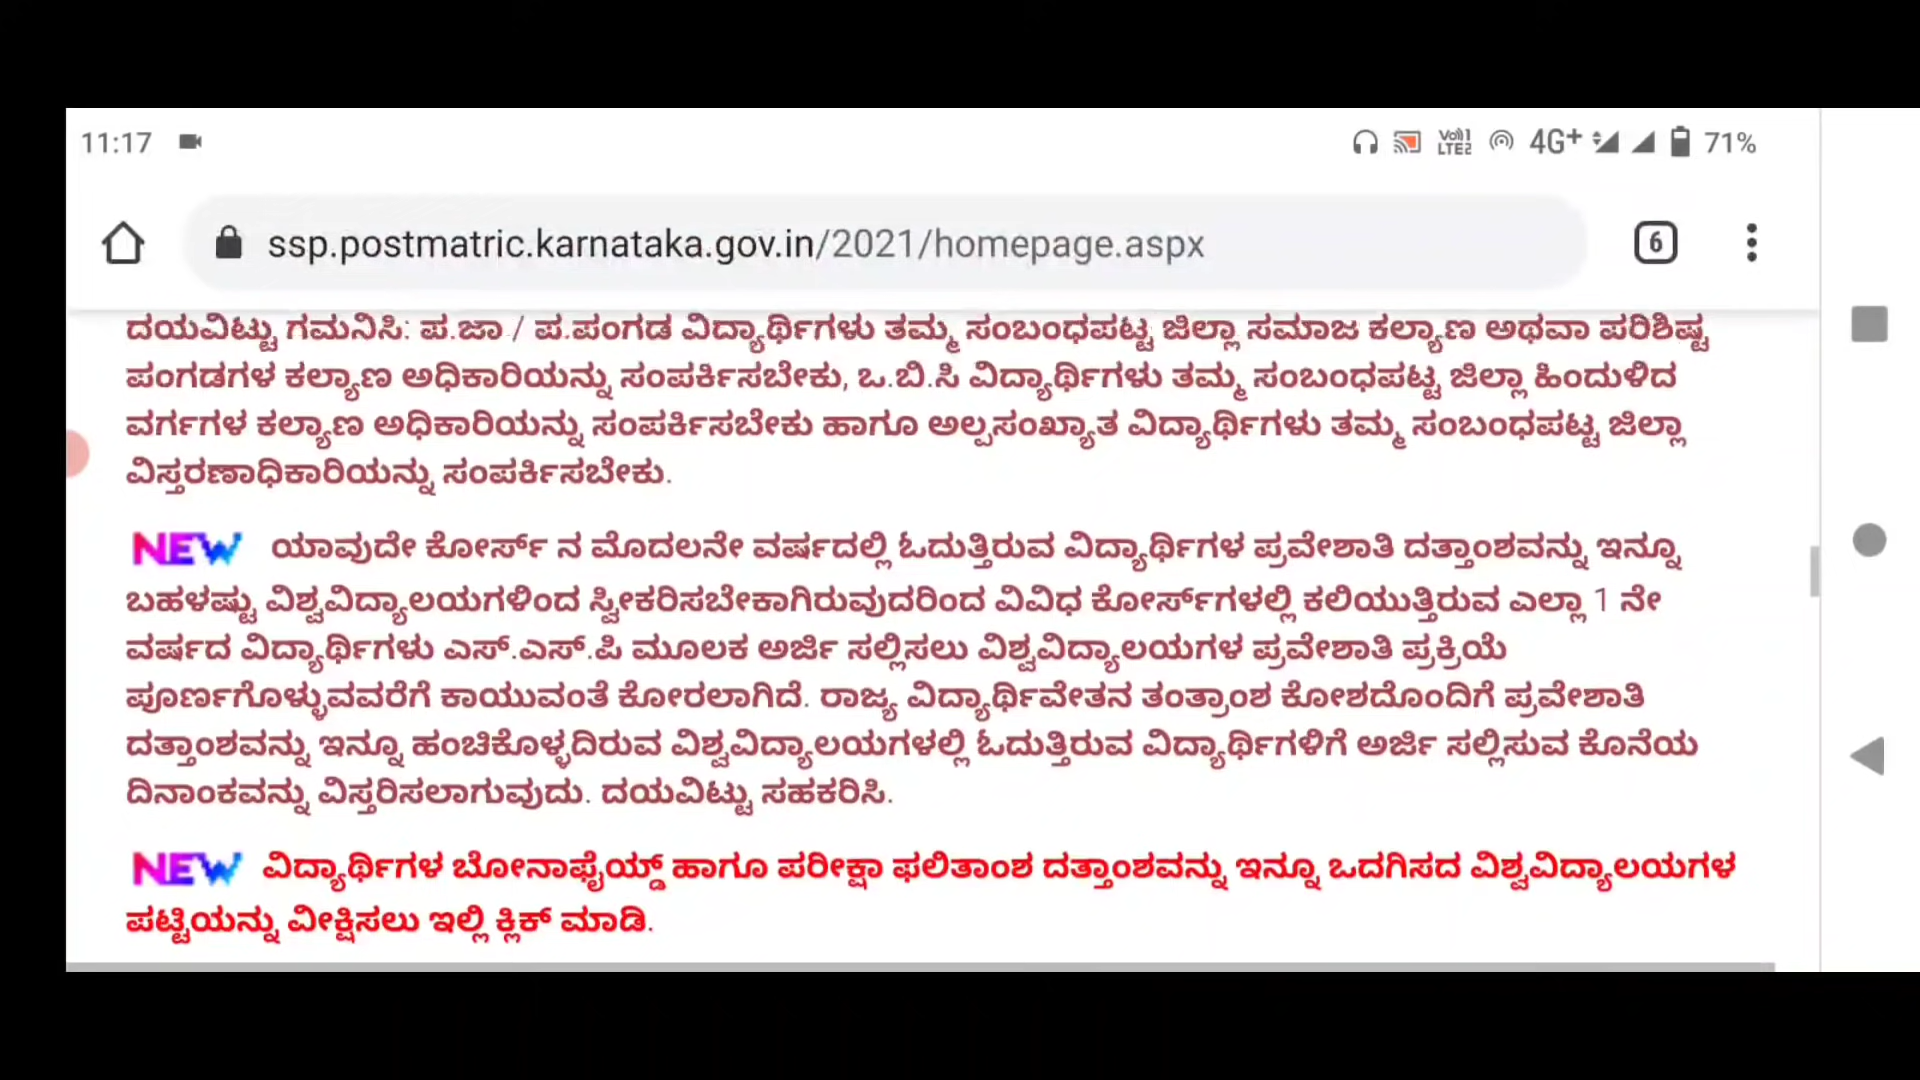 11:17
Vo)) 1
LTE2
4G+
71%
ssp.postmatric.karnataka.gov.in/2021/homepage.aspx
6
ದಯವಿಟ್ಟು ಗಮನಿಸಿ: ಪ.ಜಾ / ಪ.ಪಂಗಡ ವಿದ್ಯಾರ್ಥಿಗಳು ತಮ್ಮ ಸಂಬಂಧಪಟ್ಟ ಜಿಲ್ಲಾ ಸಮಾಜ ಕಲ್ಯಾಣ ಅಥವಾ ಪರಿಶಿಷ್ಟ
ಪಂಗಡಗಳ ಕಲ್ಯಾಣ ಅಧಿಕಾರಿಯನ್ನು ಸಂಪರ್ಕಿಸಬೇಕು, ಒ.ಬಿ.ಸಿ ವಿದ್ಯಾರ್ಥಿಗಳು ತಮ್ಮ ಸಂಬಂಧಪಟ್ಟ ಜಿಲ್ಲಾ ಹಿಂದುಳಿದ
ವರ್ಗಗಳ ಕಲ್ಯಾಣ ಅಧಿಕಾರಿಯನ್ನು ಸಂಪರ್ಕಿಸಬೇಕು ಹಾಗೂ ಅಲ್ಪಸಂಖ್ಯಾತ ವಿದ್ಯಾರ್ಥಿಗಳು ತಮ್ಮ ಸಂಬಂಧಪಟ್ಟ ಜಿಲ್ಲಾ
ವಿಸ್ತರಣಾಧಿಕಾರಿಯನ್ನು ಸಂಪರ್ಕಿಸಬೇಕು.
NEW ಯಾವುದೇ ಕೋರ್ಸ್ ನ ಮೊದಲನೇ ವರ್ಷದಲ್ಲಿ ಓದುತ್ತಿರುವ ವಿದ್ಯಾರ್ಥಿಗಳ ಪ್ರವೇಶಾತಿ ದತ್ತಾಂಶವನ್ನು ಇನ್ನೂ
ಬಹಳಷ್ಟು ವಿಶ್ವವಿದ್ಯಾಲಯಗಳಿಂದ ಸ್ವೀಕರಿಸಬೇಕಾಗಿರುವುದರಿಂದ ವಿವಿಧ ಕೋರ್ಸ್‌ಗಳಲ್ಲಿ ಕಲಿಯುತ್ತಿರುವ ಎಲ್ಲಾ 1 ನೇ
ವರ್ಷದ ವಿದ್ಯಾರ್ಥಿಗಳು ಎಸ್.ಎಸ್.ಪಿ ಮೂಲಕ ಅರ್ಜಿ ಸಲ್ಲಿಸಲು ವಿಶ್ವವಿದ್ಯಾಲಯಗಳ ಪ್ರವೇಶಾತಿ ಪ್ರಕ್ರಿಯೆ
ಪೂರ್ಣಗೊಳ್ಳುವವರೆಗೆ ಕಾಯುವಂತೆ ಕೋರಲಾಗಿದೆ. ರಾಜ್ಯ ವಿದ್ಯಾರ್ಥಿವೇತನ ತಂತ್ರಾಂಶ ಕೋಶದೊಂದಿಗೆ ಪ್ರವೇಶಾತಿ
ದತ್ತಾಂಶವನ್ನು ಇನ್ನೂ ಹಂಚಿಕೊಳ್ಳದಿರುವ ವಿಶ್ವವಿದ್ಯಾಲಯಗಳಲ್ಲಿ ಓದುತ್ತಿರುವ ವಿದ್ಯಾರ್ಥಿಗಳಿಗೆ ಅರ್ಜಿ ಸಲ್ಲಿಸುವ ಕೊನೆಯ
ದಿನಾಂಕವನ್ನು ವಿಸ್ತರಿಸಲಾಗುವುದು. ದಯವಿಟ್ಟು ಸಹಕರಿಸಿ.
NEW ವಿದ್ಯಾರ್ಥಿಗಳ ಬೋನಾಫೈಯ್ಡ್ ಹಾಗೂ ಪರೀಕ್ಷಾ ಫಲಿತಾಂಶ ದತ್ತಾಂಶವನ್ನು ಇನ್ನೂ ಒದಗಿಸದ ವಿಶ್ವವಿದ್ಯಾಲಯಗಳ
ಪಟ್ಟಿಯನ್ನು ವೀಕ್ಷಿಸಲು ಇಲ್ಲಿ ಕ್ಲಿಕ್ ಮಾಡಿ.